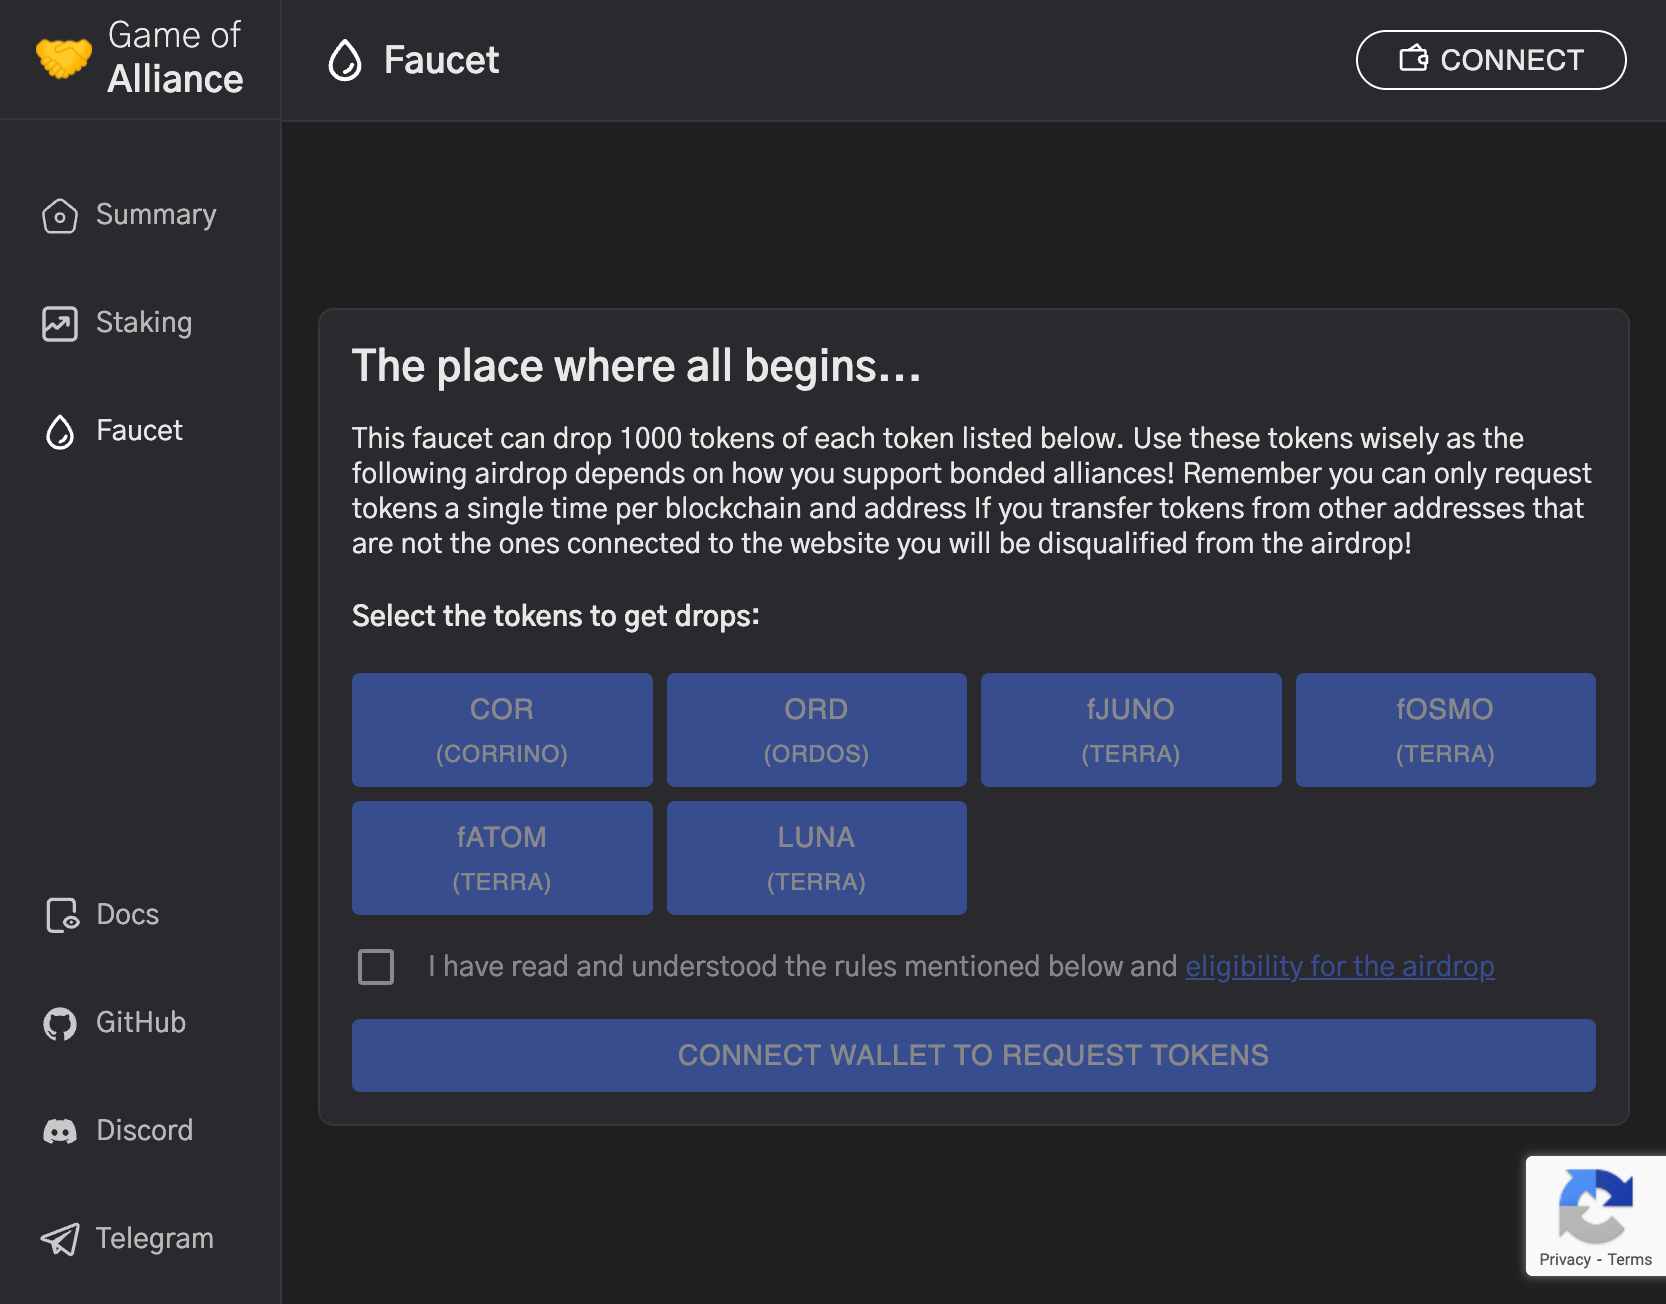 Game of
Alliance
Faucet
CONNECT
Summary
Staking
Faucet
The place where all begins...
This faucet can drop 1000 tokens of each token listed below. Use these tokens wisely as the
following airdrop depends on how you support bonded alliances! Remember you can only request
tokens a single time per blockchain and address If you transfer tokens from other addresses that
are not the ones connected to the website you will be disqualified from the airdrop!
Select the tokens to get drops:
COR
(CORRINO)
ORD
(ORDOS)
fJUNO
(TERRA)
fOSMO
(TERRA)
fATOM
(TERRA)
LUNA
(TERRA)
I have read and understood the rules mentioned below and eligibility for the airdrop
CONNECT WALLET TO REQUEST TOKENS
Docs
GitHub
Discord
Telegram
Privacy - Terms